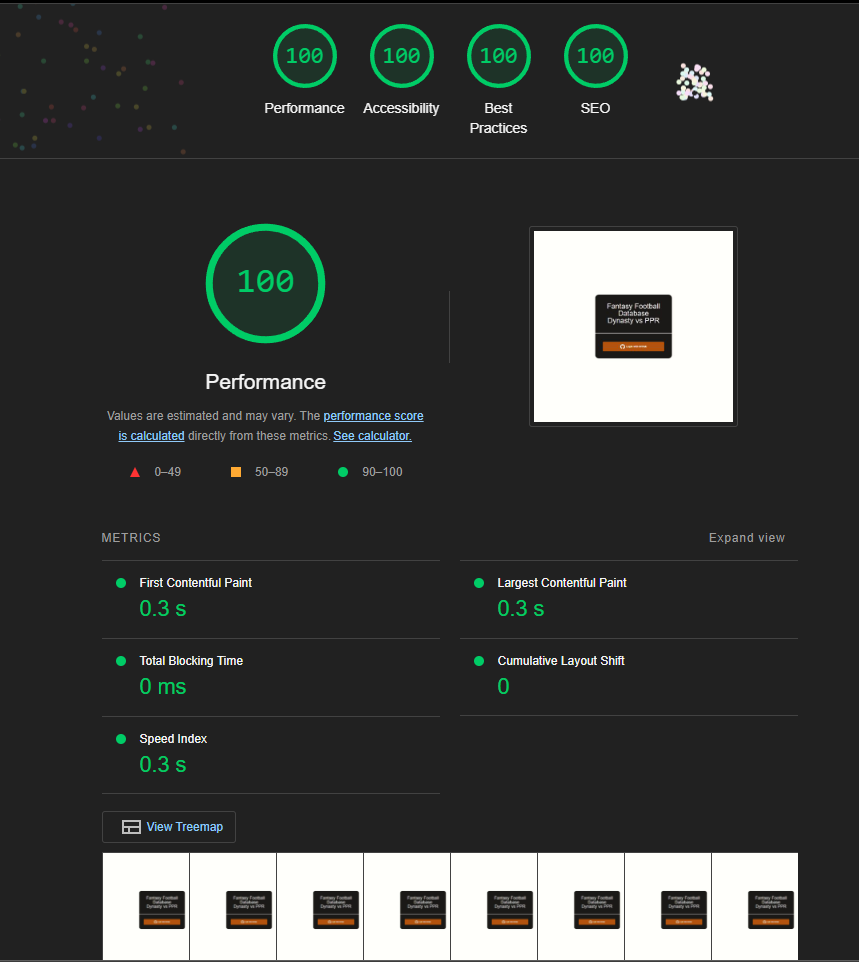 100
100
100
100
Performance
Accessibility
Best
Practices
SEO
100
Performance
Values are estimated and may vary. The performance score
is calculated directly from these metrics. See calculator.
0–49
50–89
90–100
Fantasy Football
Database
Dynasty vs PPR
METRICS
Expand view
First Contentful Paint
0.3 s
Largest Contentful Paint
0.3 s
Total Blocking Time
0 ms
Cumulative Layout Shift
0
Speed Index
0.3 s
View Treemap
Fantasy Football
Database
Dynasty vs PPR
Fantasy Football
Database
Dynasty vs PPR
Fantasy Football
Database
Dynasty vs PPR
Fantasy Football
Database
Dynasty vs PPR
Fantasy Football
Database
Dynasty vs PPR
Fantasy Football
Database
Dynasty vs PPR
Fantasy Football
Database
Dynasty vs PPR
Fantasy Football
Database
Dynasty vs PPR